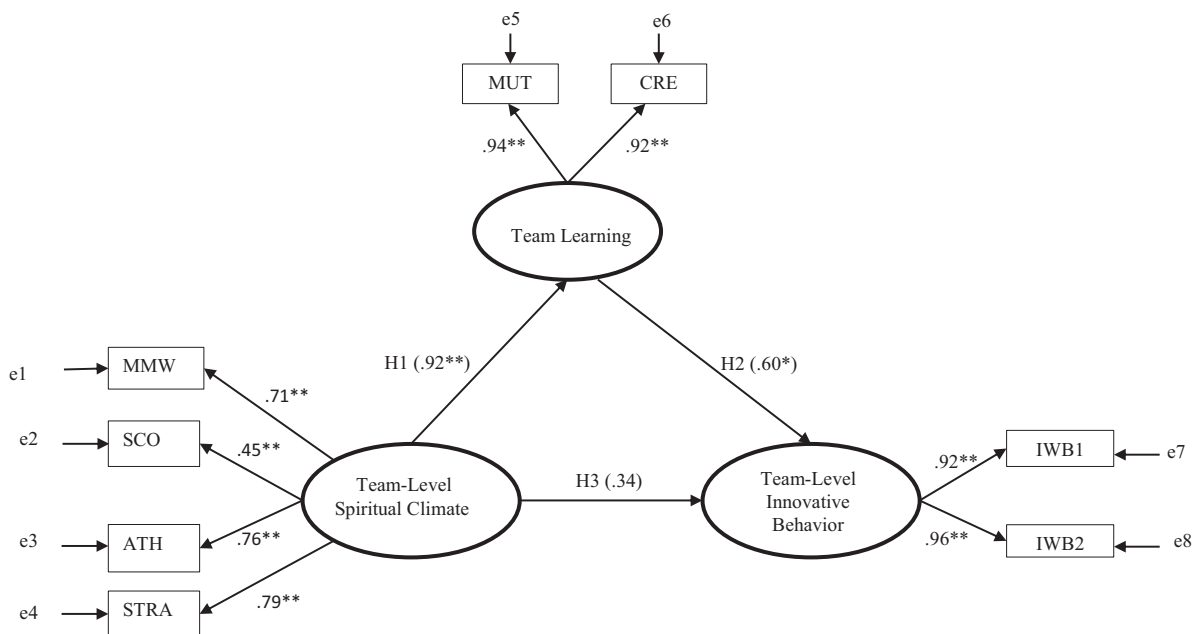 e5
e6
MUT
CRE
.94**
.92**
Team Learning
H1 (.92**)
H2 (.60*)
e1
MMW
.71**
e2
SCO
.45**
Team-Level
Spiritual Climate
H3 (.34)
Team-Level
Innovative
Behavior
.92**
IWB1
e7
e3
ATH
.76**
.96**
IWB2
e8
e4
STRA
.79**